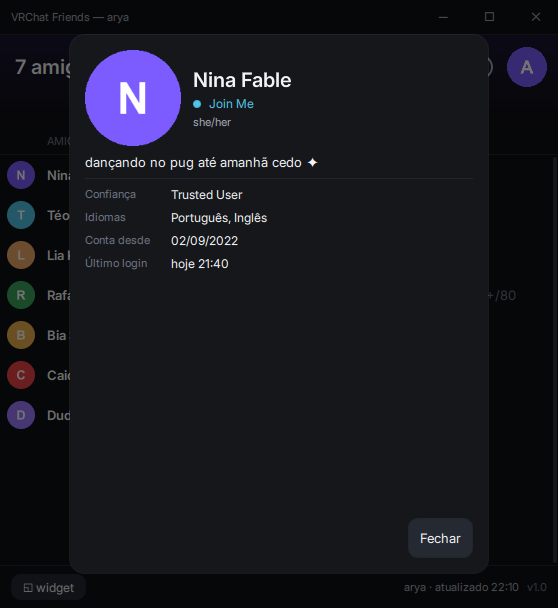 VRChat Friends — arya
7 amig
A
N
Nina Fable
Join Me
she/her
dançando no pug até amanhã cedo ✦
Confiança Trusted User
Idiomas Português, Inglês
Conta desde 02/09/2022
Último login hoje 21:40
AMIG
N Nina
T Téo
L Lia
R Rafa +/80
B Bia
C Caio
D Dud
Fechar
widget
arya · atualizado 22:10 v1.0